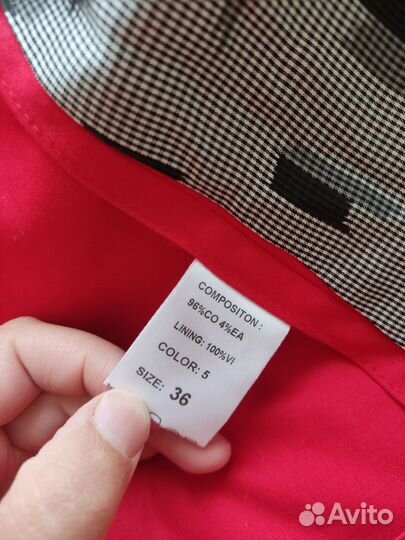 COMPOSITON :
96%CO 4%EA
LINING: 100%VI
COLOR: 5
SIZE: 36
Avito